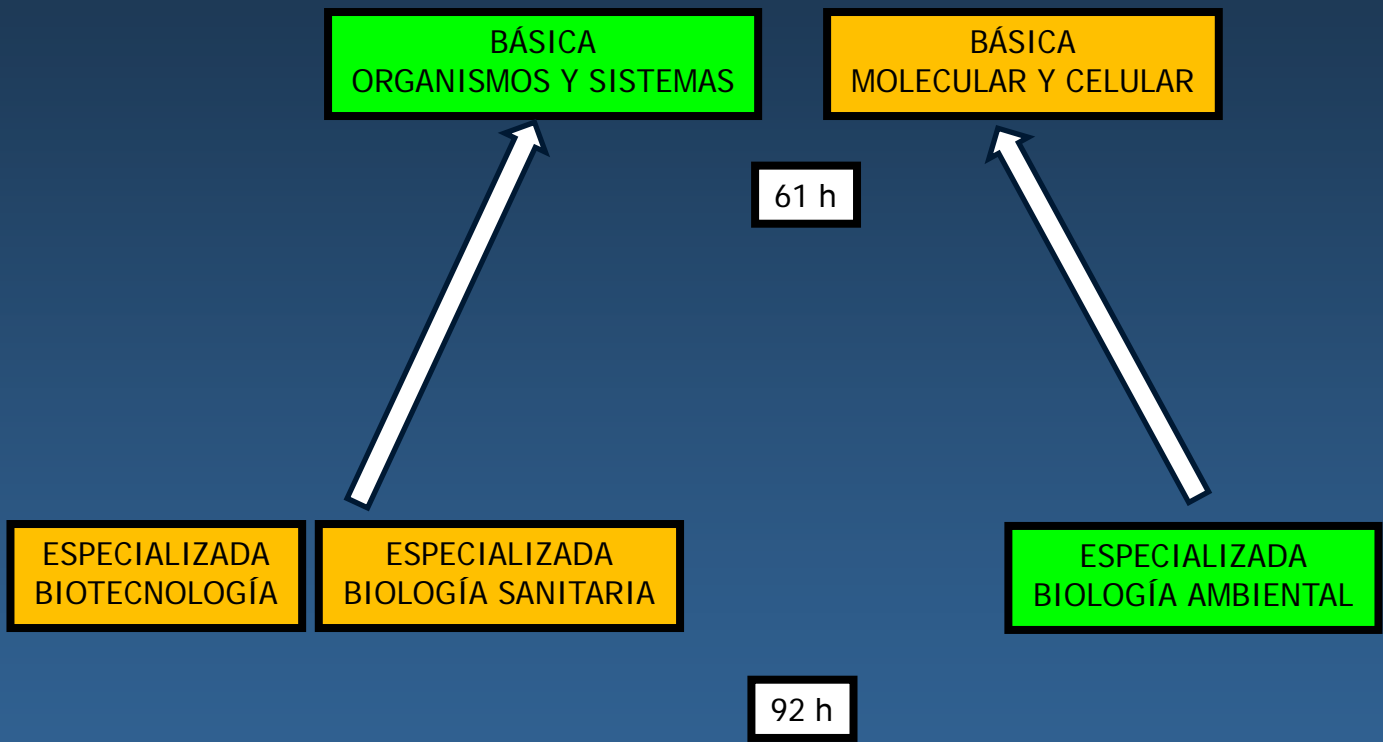 BÁSICA
ORGANISMOS Y SISTEMAS
BÁSICA
MOLECULAR Y CELULAR
61 h
ESPECIALIZADA
BIOTECNOLOGÍA
ESPECIALIZADA
BIOLOGÍA SANITARIA
ESPECIALIZADA
BIOLOGÍA AMBIENTAL
92 h